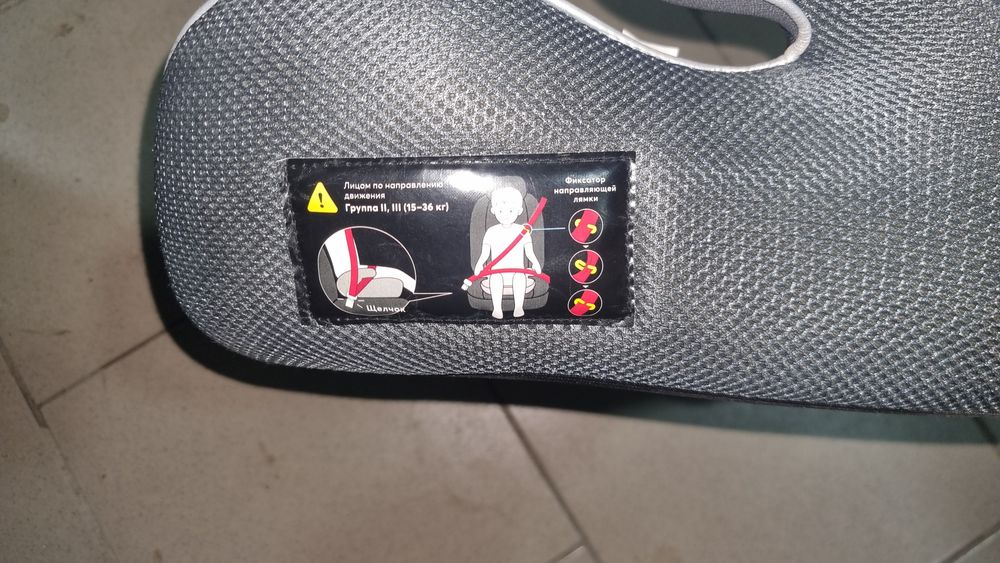 Лицом по направлению
движения
Группа II, III (15–36 кг)
Щелчок
Фиксатор
направляющей
лямки